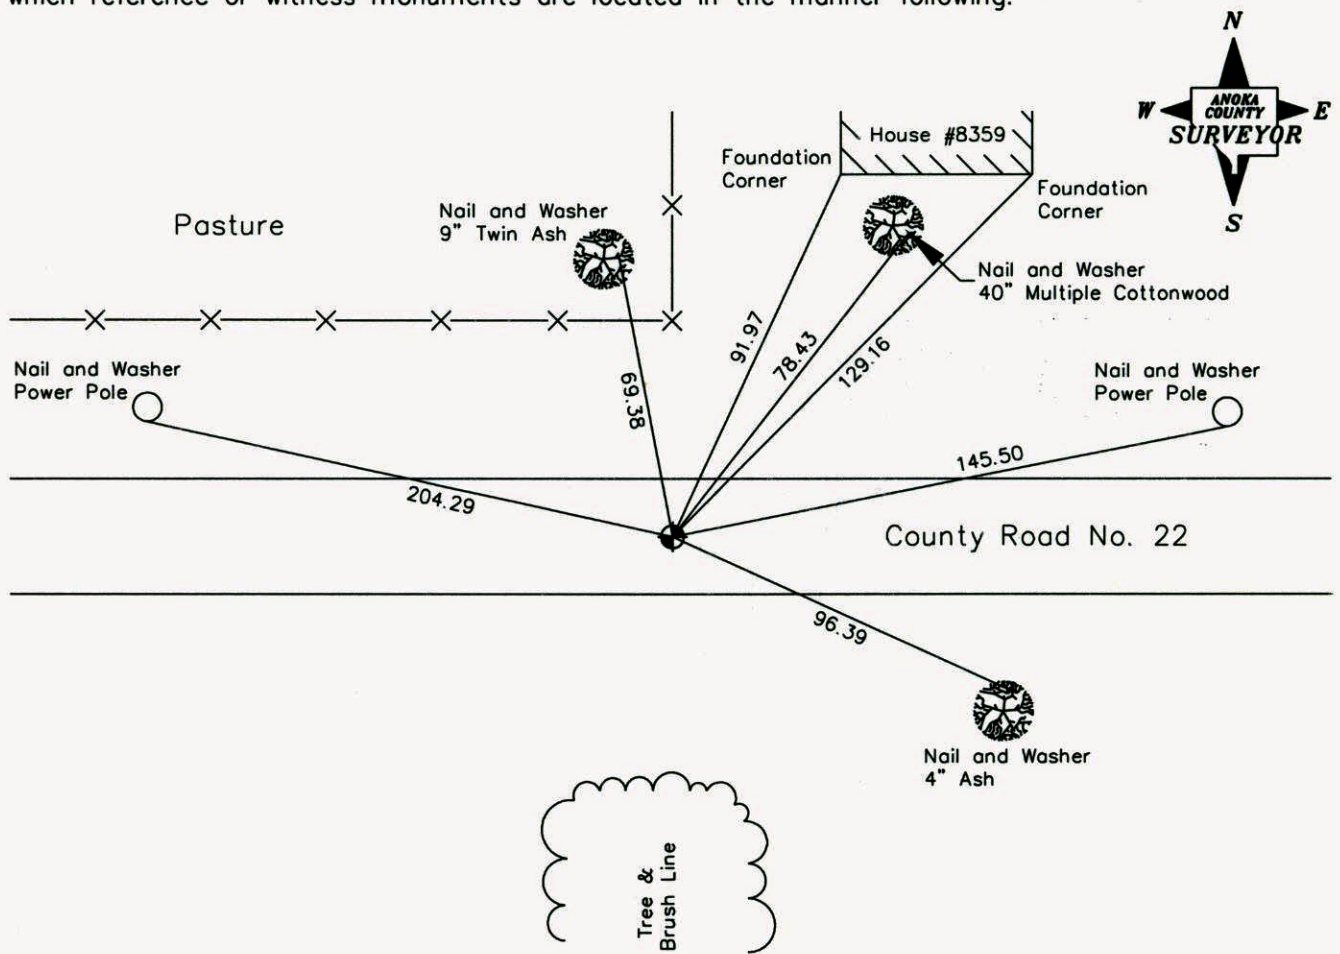 which reference or witness monuments are located in the manner following:
N
W
ANOKA
COUNTY
SURVEYOR
E
S
House #8359
Foundation
Corner
Foundation
Corner
Pasture
Nail and Washer
9" Twin Ash
Nail and Washer
40" Multiple Cottonwood
91.97
78.43
129.16
69.38
Nail and Washer
Power Pole
Nail and Washer
Power Pole
204.29
145.50
County Road No. 22
96.39
Nail and Washer
4" Ash
Tree &
Brush Line